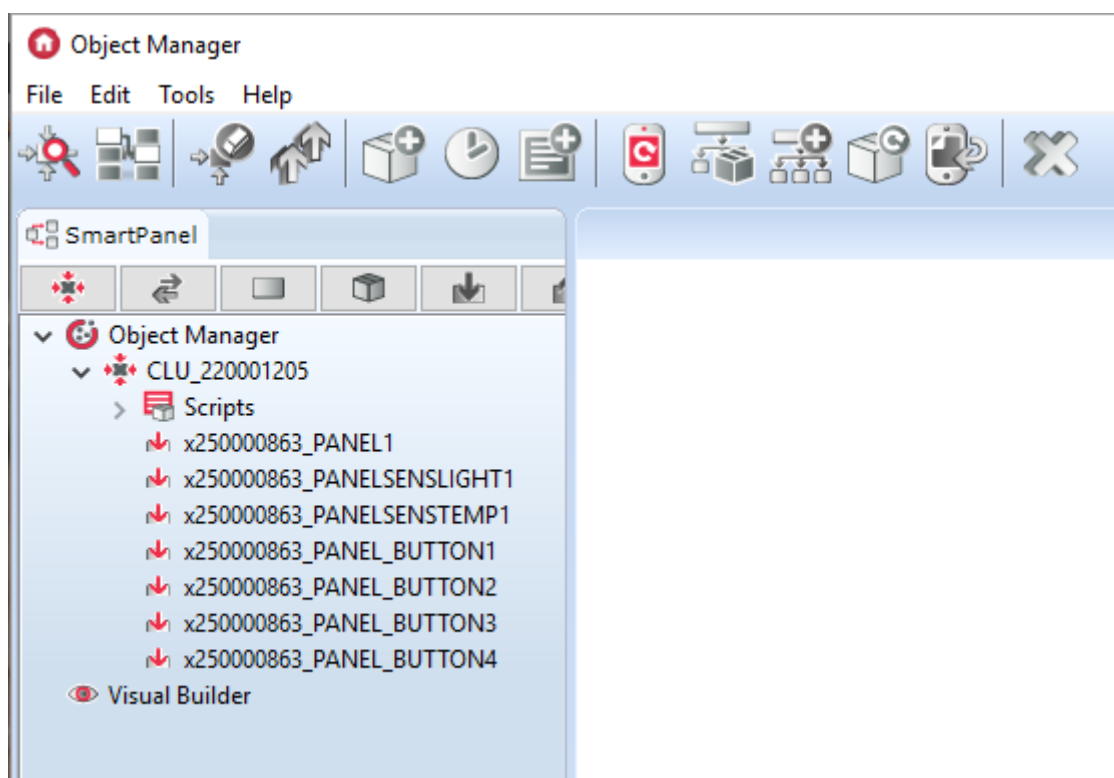 Object Manager
File Edit Tools Help
SmartPanel
Object Manager
CLU_220001205
Scripts
x250000863_PANEL1
x250000863_PANELSENSLIGHT1
x250000863_PANELSENSTEMP1
x250000863_PANEL_BUTTON1
x250000863_PANEL_BUTTON2
x250000863_PANEL_BUTTON3
x250000863_PANEL_BUTTON4
Visual Builder